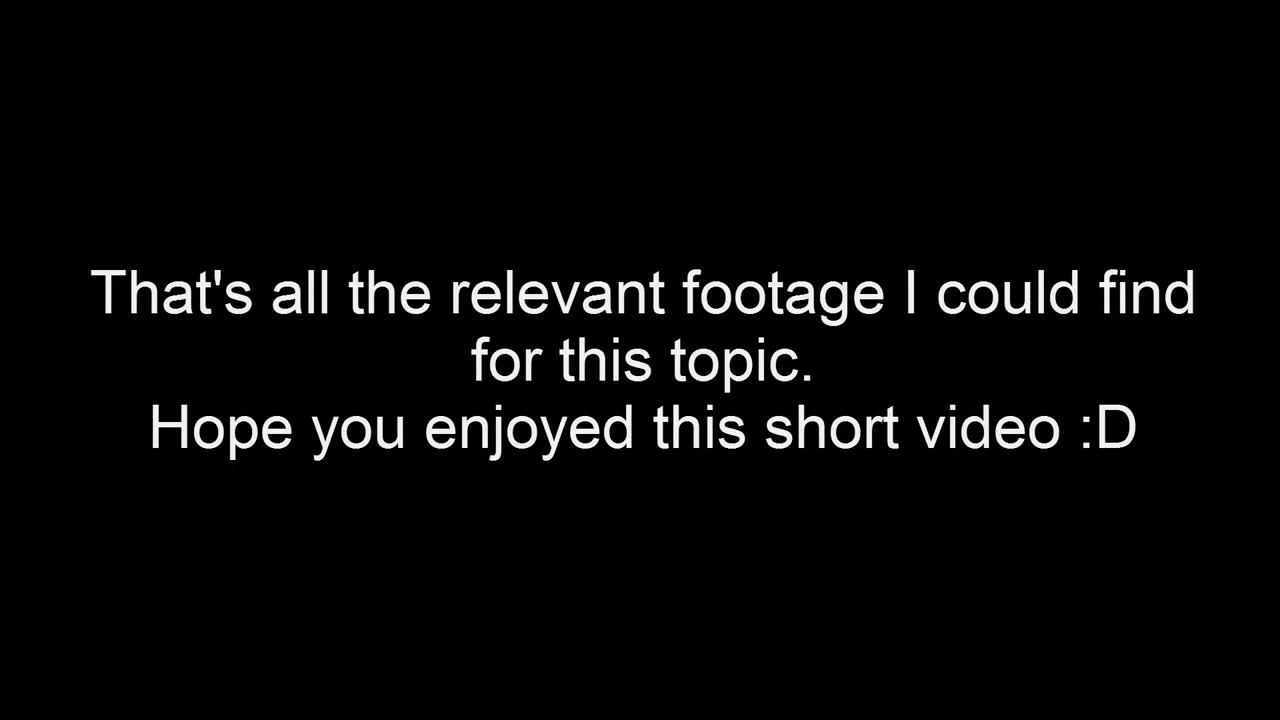 That's all the relevant footage I could find
for this topic.
Hope you enjoyed this short video :D